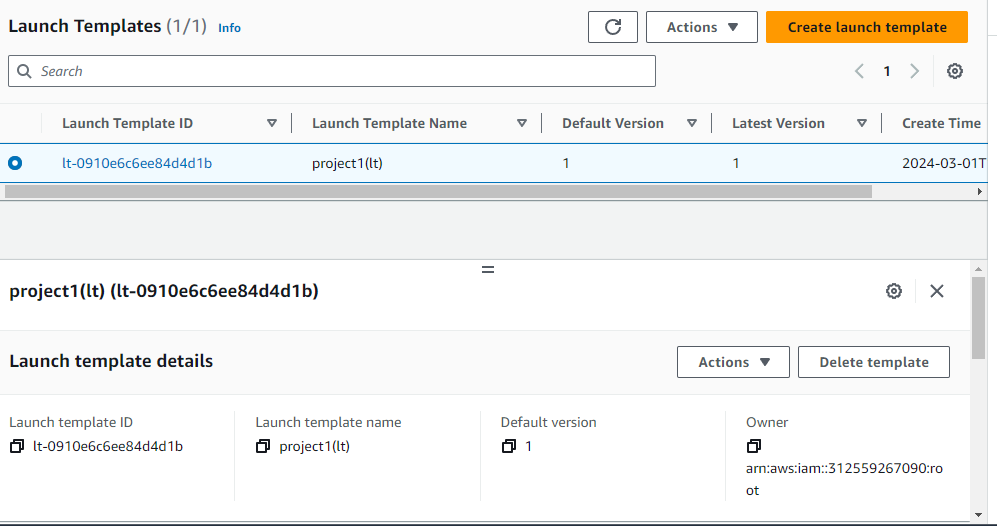 Launch Templates (1/1) Info
Actions
Create launch template
Search
1
Launch Template ID Launch Template Name Default Version Latest Version Create Time
lt-0910e6c6ee84d4d1b project1(lt) 1 1 2024-03-01T
project1(lt) (lt-0910e6c6ee84d4d1b)
Launch template details
Actions
Delete template
Launch template ID Launch template name Default version Owner
lt-0910e6c6ee84d4d1b project1(lt) 1
arn:aws:iam::312559267090:ro
ot